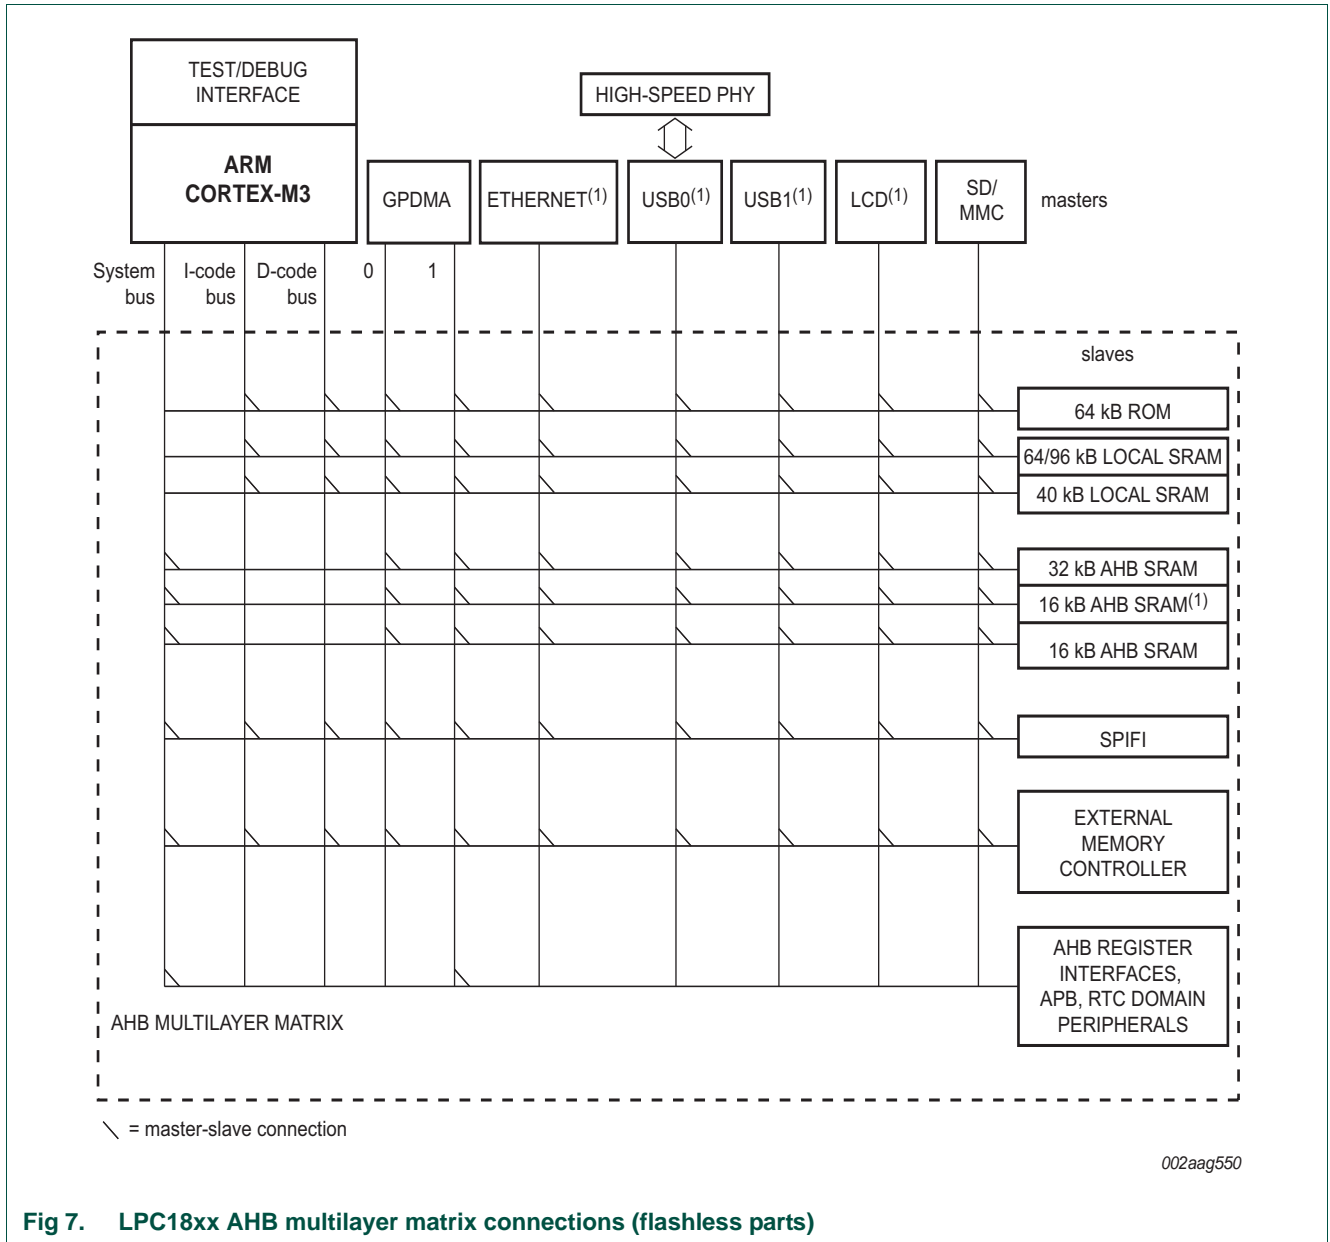 TEST/DEBUG
INTERFACE
HIGH-SPEED PHY
ARM
CORTEX-M3
GPDMA
ETHERNET(1)
USB0(1)
USB1(1)
LCD(1)
SD/
MMC
masters
System
bus
I-code
bus
D-code
bus
0
1
slaves
64 kB ROM
64/96 kB LOCAL SRAM
40 kB LOCAL SRAM
32 kB AHB SRAM
16 kB AHB SRAM(1)
16 kB AHB SRAM
SPIFI
EXTERNAL
MEMORY
CONTROLLER
AHB REGISTER
INTERFACES,
APB, RTC DOMAIN
PERIPHERALS
AHB MULTILAYER MATRIX
= master-slave connection
002aag550
Fig 7. LPC18xx AHB multilayer matrix connections (flashless parts)